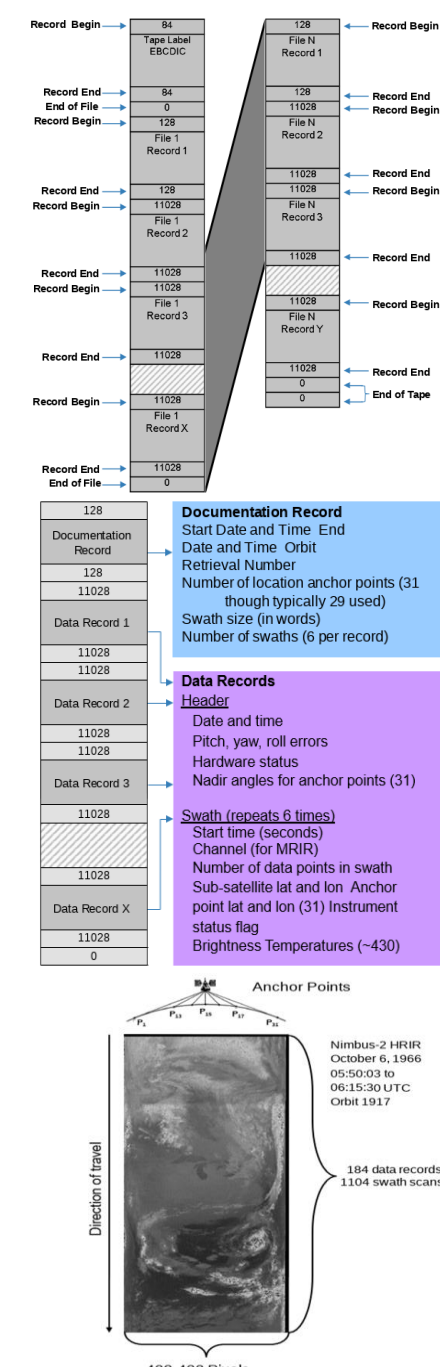 Record Begin
84
Tape Label
EBCDIC
Record End
84
End of File
0
Record Begin
128
File 1
Record 1
Record End
128
Record Begin
11028
File 1
Record 2
Record End
11028
Record Begin
11028
File 1
Record 3
Record End
11028
Record Begin
11028
File 1
Record X
Record End
11028
End of File
0
128
Record Begin
File N
Record 1
128
Record End
11028
Record Begin
File N
Record 2
11028
Record End
11028
Record Begin
File N
Record 3
11028
Record End
11028
Record Begin
File N
Record Y
11028
Record End
0
End of Tape
0
128
Documentation
Record
128
11028
Data Record 1
11028
11028
Data Record 2
11028
11028
Data Record 3
11028
11028
Data Record X
11028
0
Documentation Record
Start Date and Time End
Date and Time Orbit
Retrieval Number
Number of location anchor points (31
though typically 29 used)
Swath size (in words)
Number of swaths (6 per record)
Data Records
Header
Date and time
Pitch, yaw, roll errors
Hardware status
Nadir angles for anchor points (31)
Swath (repeats 6 times)
Start time (seconds)
Channel (for MRIR)
Number of data points in swath
Sub-satellite lat and lon Anchor
point lat and lon (31) Instrument
status flag
Brightness Temperatures (~430)
Anchor Points
P1 P13 P15 P17 P31
Direction of travel
Nimbus-2 HRIR
October 6, 1966
05:50:03 to
06:15:30 UTC
Orbit 1917
184 data records
1104 swath scans